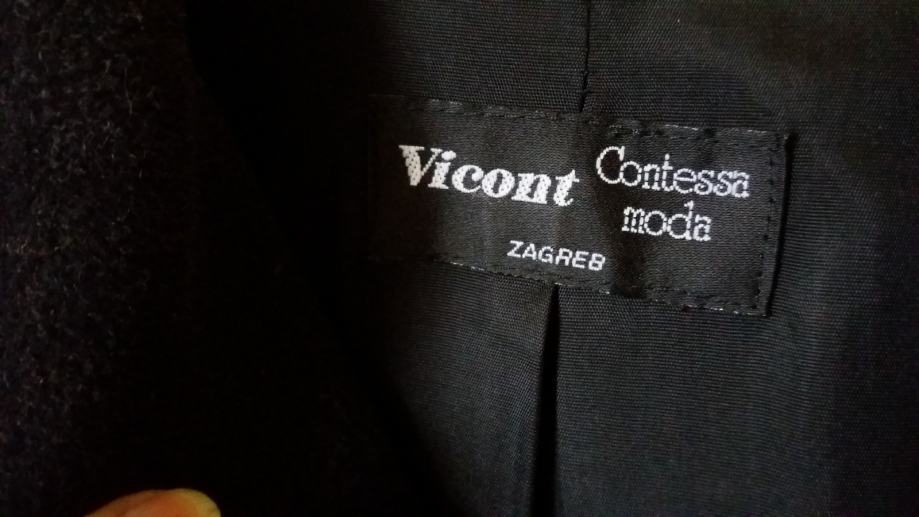 Vicont Contessa
moda
ZAGREB